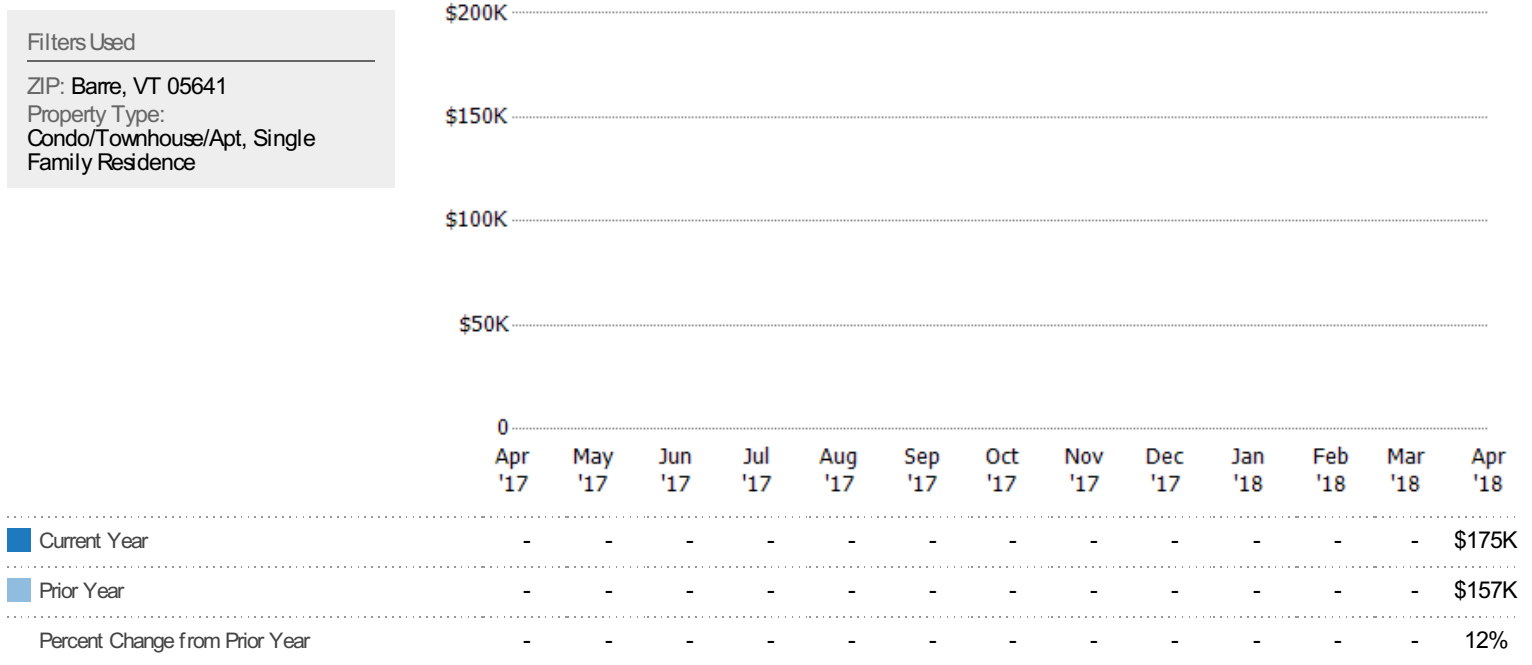 Filters Used
ZIP: Barre, VT 05641
Property Type:
Condo/Townhouse/Apt, Single
Family Residence
$200K
$150K
$100K
$50K
0
Apr May Jun Jul Aug Sep Oct Nov Dec Jan Feb Mar Apr
'17 '17 '17 '17 '17 '17 '17 '17 '17 '18 '18 '18 '18
Current Year - - - - - - - - - - - - $175K
Prior Year - - - - - - - - - - - - $157K
Percent Change from Prior Year - - - - - - - - - - - - 12%